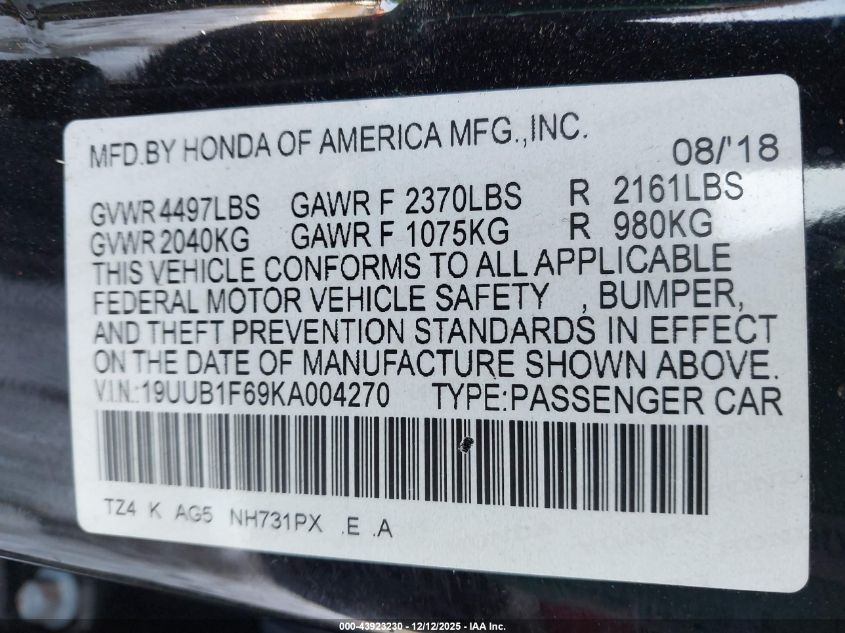 MFD.BY HONDA OF AMERICA MFG.,INC. 08/'18
GVWR 4497LBS GAWR F 2370LBS R 2161LBS
GVWR 2040KG GAWR F 1075KG R 980KG
THIS VEHICLE CONFORMS TO ALL APPLICABLE
FEDERAL MOTOR VEHICLE SAFETY , BUMPER,
AND THEFT PREVENTION STANDARDS IN EFFECT
ON THE DATE OF MANUFACTURE SHOWN ABOVE.
V.I.N.:19UUB1F69KA004270 TYPE:PASSENGER CAR
TZ4 K AG5 NH731PX .E .A
000-43923230 - 12/12/2025 - IAA Inc.